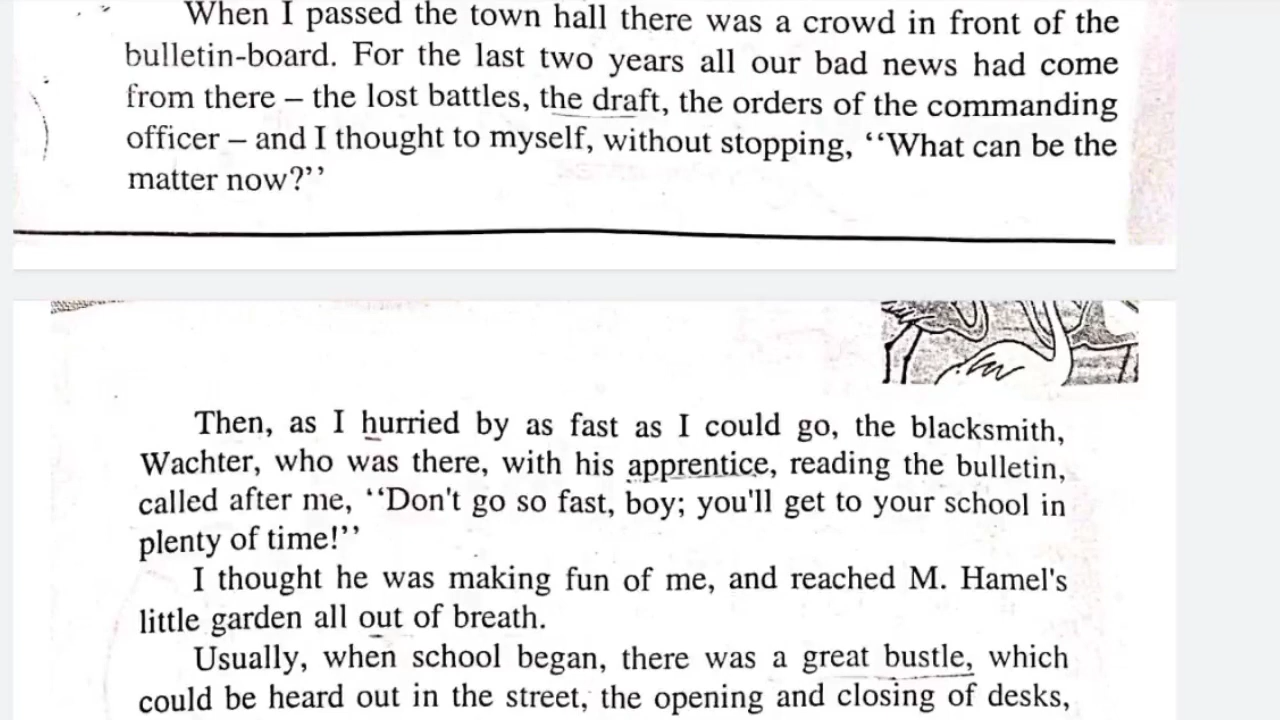 When I passed the town hall there was a crowd in front of the
bulletin-board. For the last two years all our bad news had come
from there – the lost battles, the draft, the orders of the commanding
officer – and I thought to myself, without stopping, ‘‘What can be the
matter now?’’
Then, as I hurried by as fast as I could go, the blacksmith,
Wachter, who was there, with his apprentice, reading the bulletin,
called after me, ‘‘Don't go so fast, boy; you'll get to your school in
plenty of time!’’
I thought he was making fun of me, and reached M. Hamel's
little garden all out of breath.
Usually, when school began, there was a great bustle, which
could be heard out in the street, the opening and closing of desks,